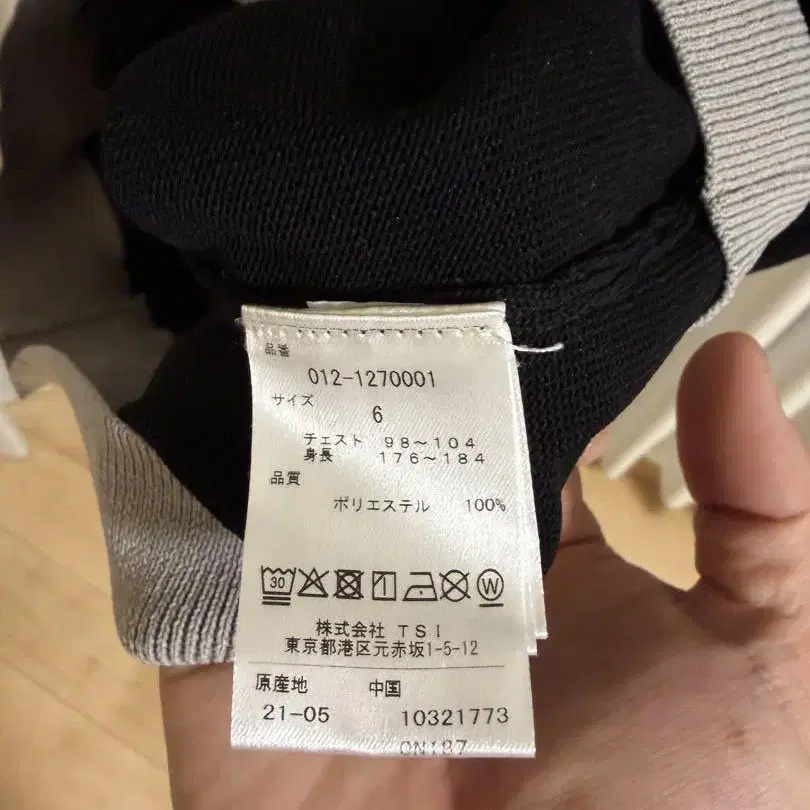 品番
012-1270001
サイズ
6
チェスト 98~104
身長 176~184
品質
ポリエステル 100%
30
W
株式会社 TSI
東京都港区元赤坂1-5-12
原産地 中国
21-05 10321773